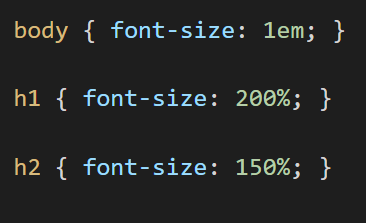 body { font-size: 1em; }
h1 { font-size: 200%; }
h2 { font-size: 150%; }